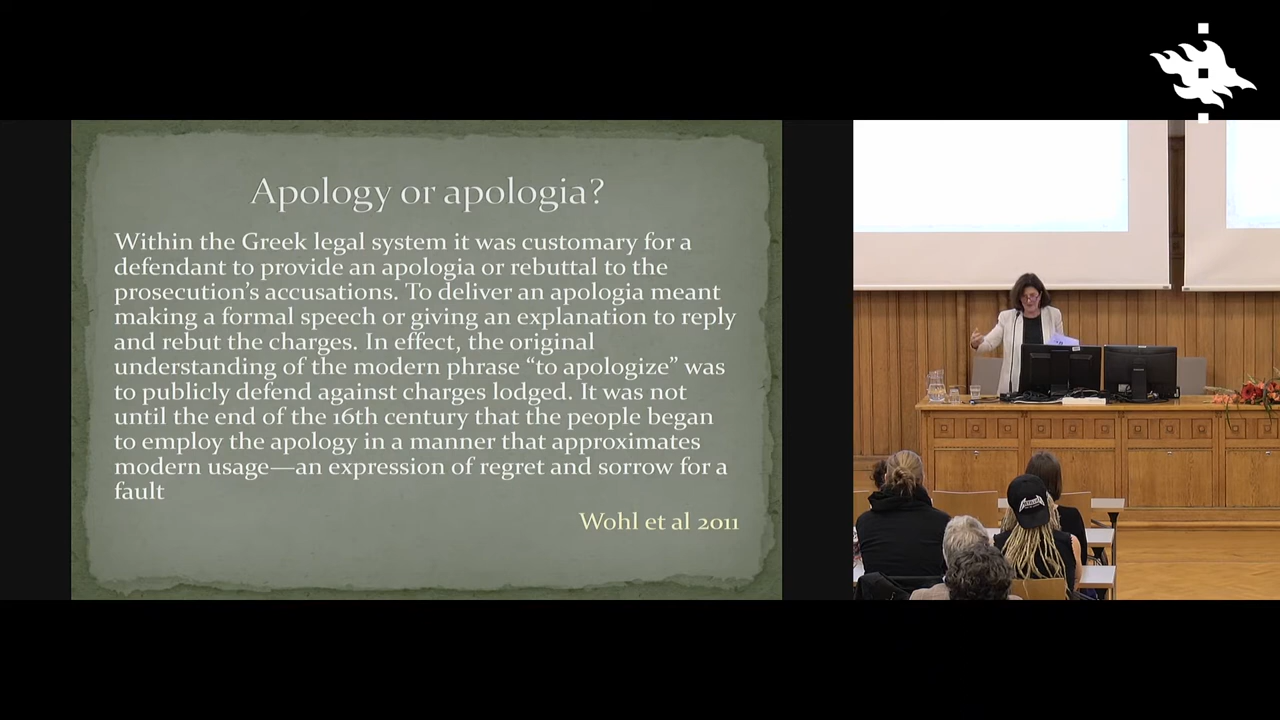 Apology or apologia?
Within the Greek legal system it was customary for a
defendant to provide an apologia or rebuttal to the
prosecution's accusations. To deliver an apologia meant
making a formal speech or giving an explanation to reply
and rebut the charges. In effect, the original
understanding of the modern phrase “to apologize” was
to publicly defend against charges lodged. It was not
until the end of the 16th century that the people began
to employ the apology in a manner that approximates
modern usage—an expression of regret and sorrow for a
fault
Wohl et al 2011